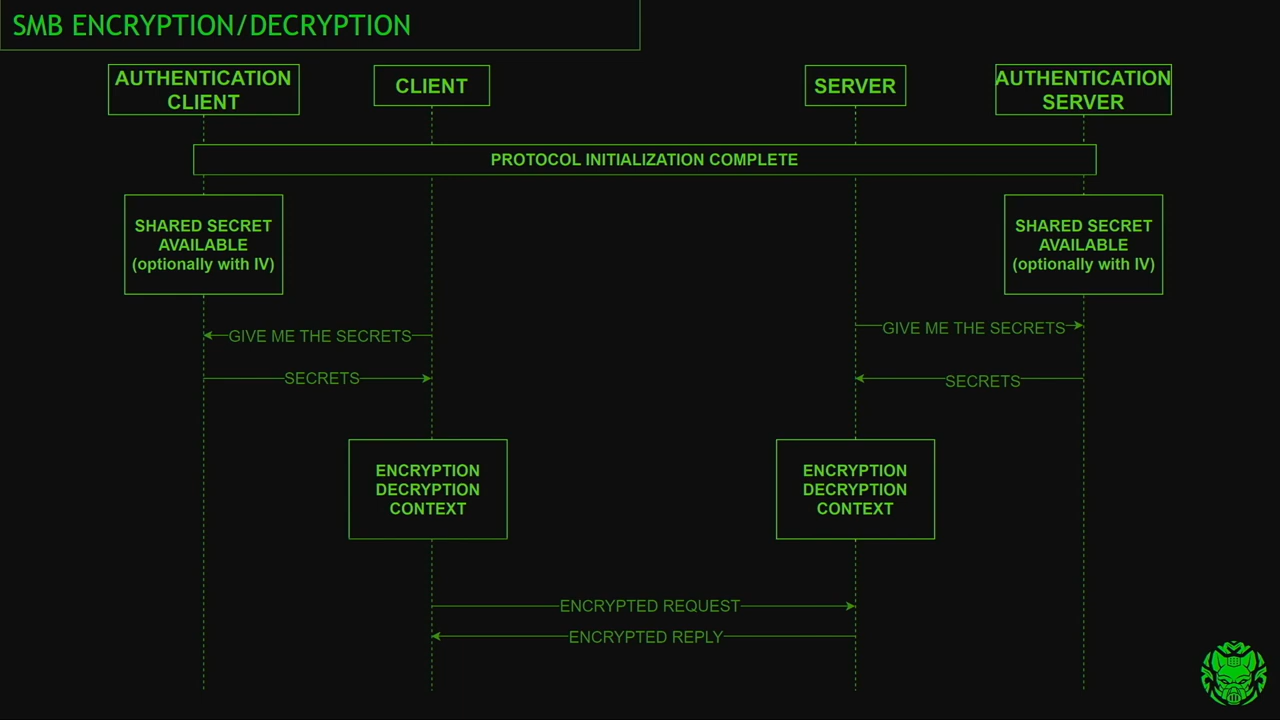 SMB ENCRYPTION/DECRYPTION
AUTHENTICATION
CLIENT
CLIENT
SERVER
AUTHENTICATION
SERVER
PROTOCOL INITIALIZATION COMPLETE
SHARED SECRET
AVAILABLE
(optionally with IV)
SHARED SECRET
AVAILABLE
(optionally with IV)
GIVE ME THE SECRETS
GIVE ME THE SECRETS
SECRETS
SECRETS
ENCRYPTION
DECRYPTION
CONTEXT
ENCRYPTION
DECRYPTION
CONTEXT
ENCRYPTED REQUEST
ENCRYPTED REPLY